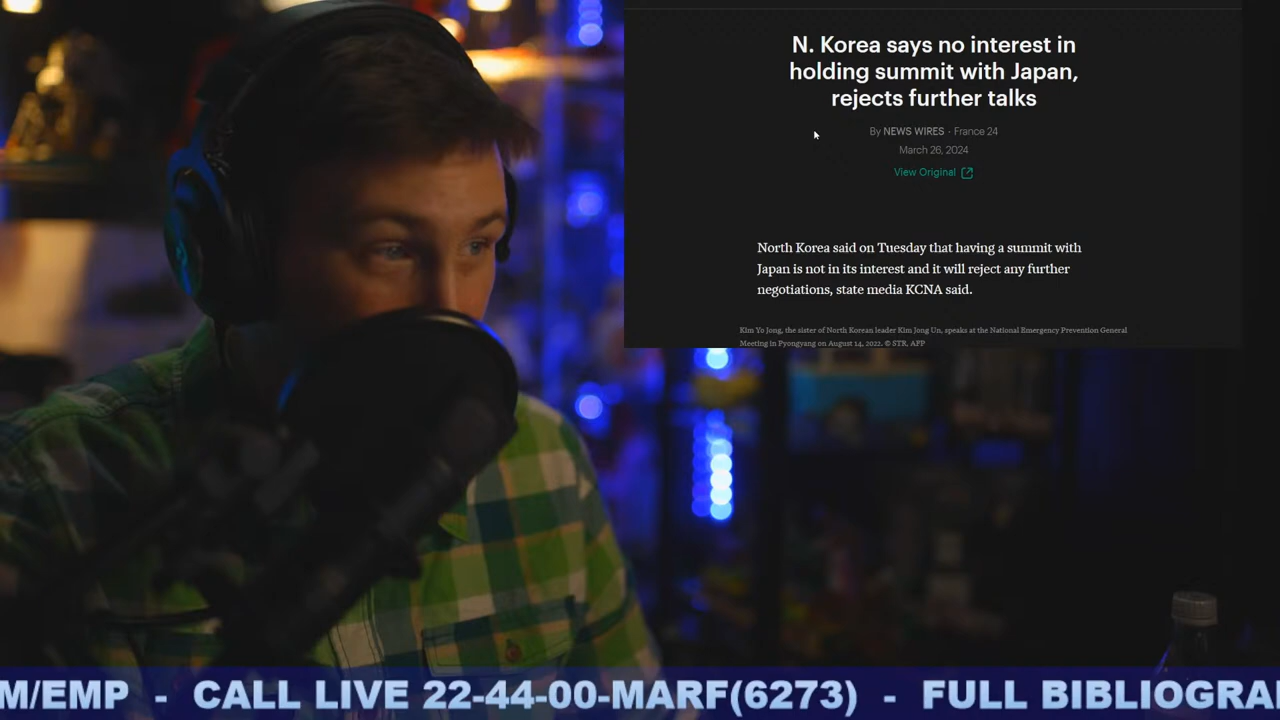 N. Korea says no interest in
holding summit with Japan,
rejects further talks
By NEWS WIRES · France 24
March 26, 2024
View Original
North Korea said on Tuesday that having a summit with
Japan is not in its interest and it will reject any further
negotiations, state media KCNA said.
Kim Yo Jong, the sister of North Korean leader Kim Jong Un, speaks at the National Emergency Prevention General
Meeting in Pyongyang on August 14, 2022. © STR, AFP
M/EMP - CALL LIVE 22-44-00-MARF(6273) - FULL BIBLIOGRA